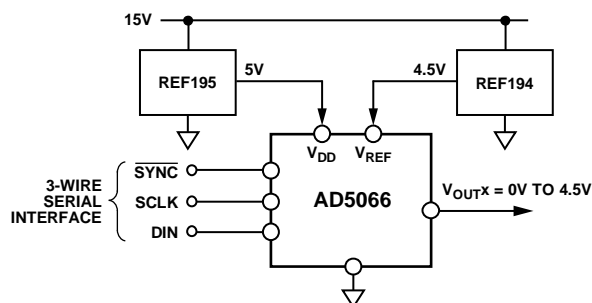 15V
REF195
5V
4.5V
REF194
VDD
VREF
3-WIRE
SERIAL
INTERFACE
SYNC
SCLK
DIN
AD5066
VOUTx = 0V TO 4.5V